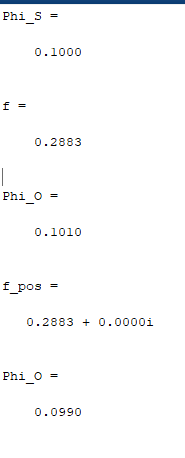 Phi_S =
0.1000
f =
0.2883
Phi_O =
0.1010
f_pos =
0.2883 + 0.0000i
Phi_O =
0.0990